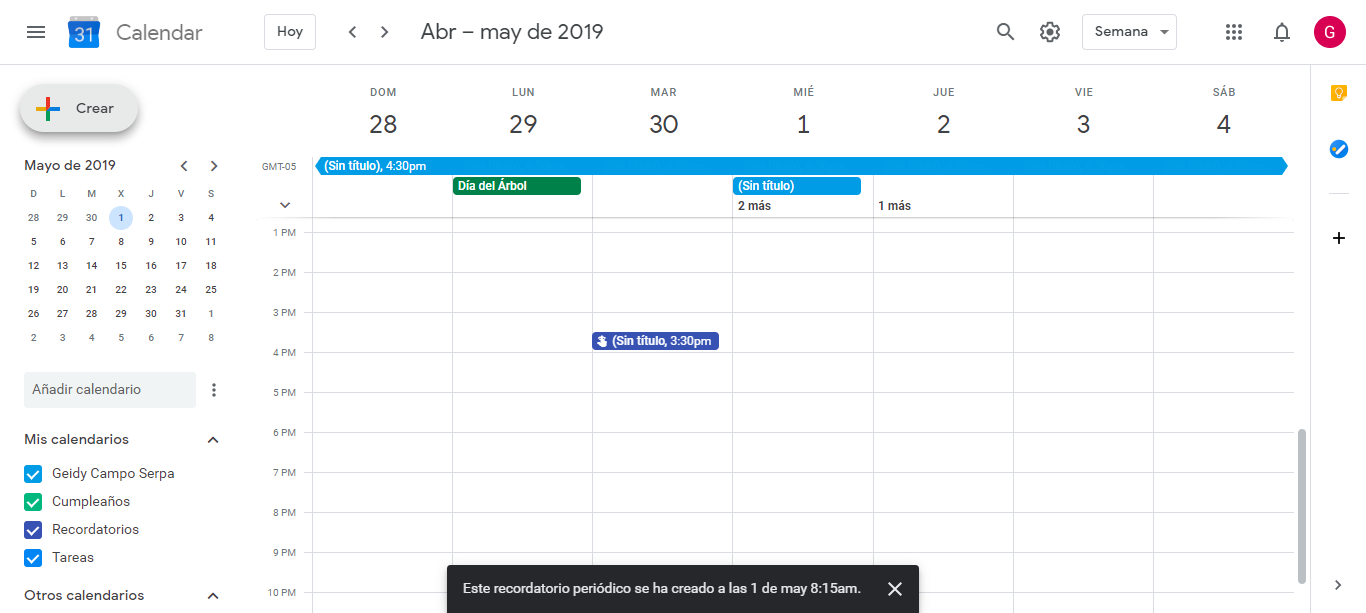 31 Calendar Hoy Abr – may de 2019 Semana G
Crear
Mayo de 2019
D L M X J V S
28 29 30 1 2 3 4
5 6 7 8 9 10 11
12 13 14 15 16 17 18
19 20 21 22 23 24 25
26 27 28 29 30 31 1
2 3 4 5 6 7 8
Añadir calendario
Mis calendarios
Geidy Campo Serpa
Cumpleaños
Recordatorios
Tareas
Otros calendarios
DOM LUN MAR MIÉ JUE VIE SÁB
28 29 30 1 2 3 4
GMT-05 (Sin título), 4:30pm
Día del Árbol (Sin título)
2 más 1 más
1 PM
2 PM
3 PM
(Sin título, 3:30pm
4 PM
5 PM
6 PM
7 PM
8 PM
9 PM
10 PM
Este recordatorio periódico se ha creado a las 1 de may 8:15am.